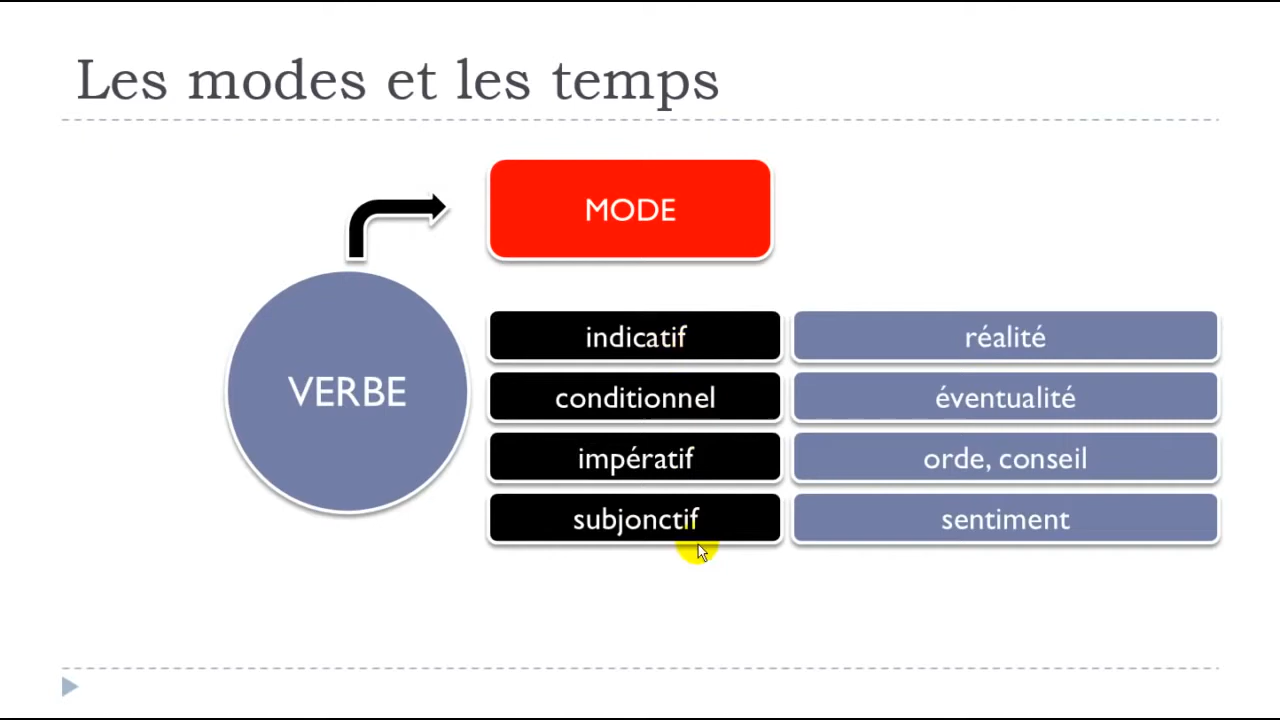 Les modes et les temps
MODE
VERBE
indicatif
réalité
conditionnel
éventualité
impératif
orde, conseil
subjonctif
sentiment